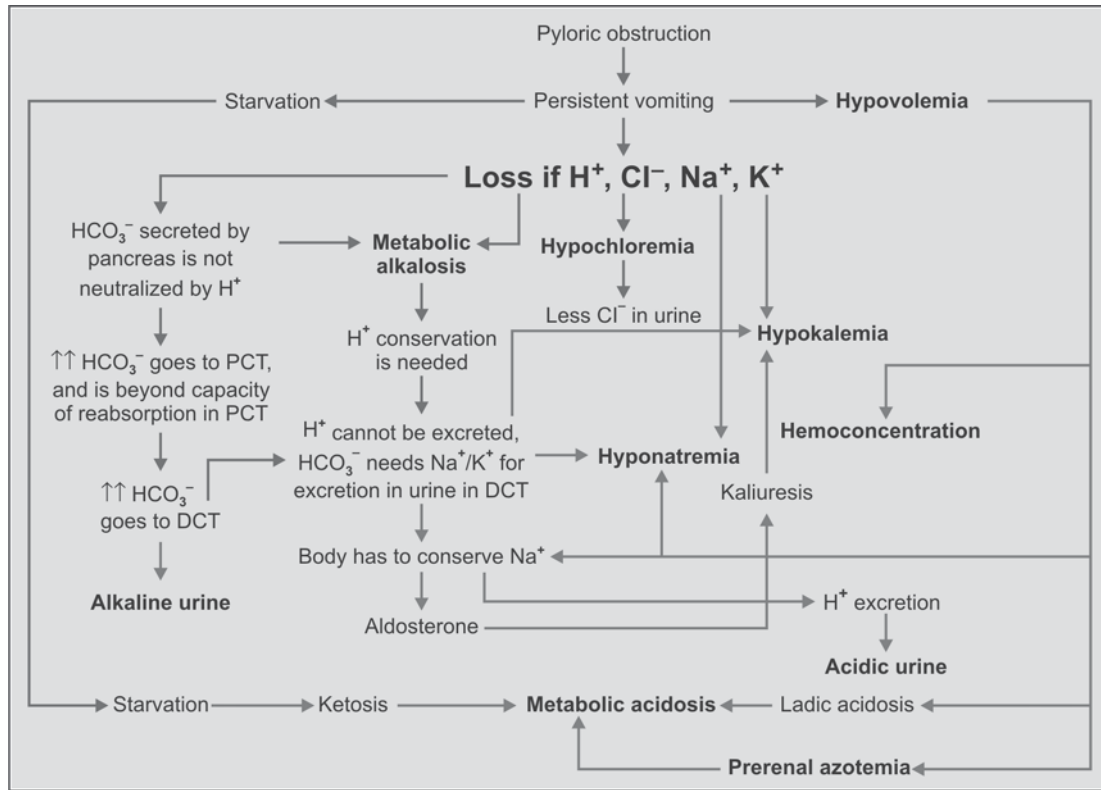 Pyloric obstruction
Starvation
Persistent vomiting
Hypovolemia
Loss if H⁺, Cl⁻, Na⁺, K⁺
HCO₃⁻ secreted by
pancreas is not
neutralized by H⁺
Metabolic
alkalosis
Hypochloremia
Less Cl⁻ in urine
Hypokalemia
H⁺ conservation
is needed
↑↑ HCO₃⁻ goes to PCT,
and is beyond capacity
of reabsorption in PCT
Hemoconcentration
H⁺ cannot be excreted,
HCO₃⁻ needs Na⁺/K⁺ for
excretion in urine in DCT
Hyponatremia
Kaliuresis
↑↑ HCO₃⁻
goes to DCT
Body has to conserve Na⁺
Alkaline urine
Aldosterone
H⁺ excretion
Acidic urine
Starvation
Ketosis
Metabolic acidosis
Ladic acidosis
Prerenal azotemia